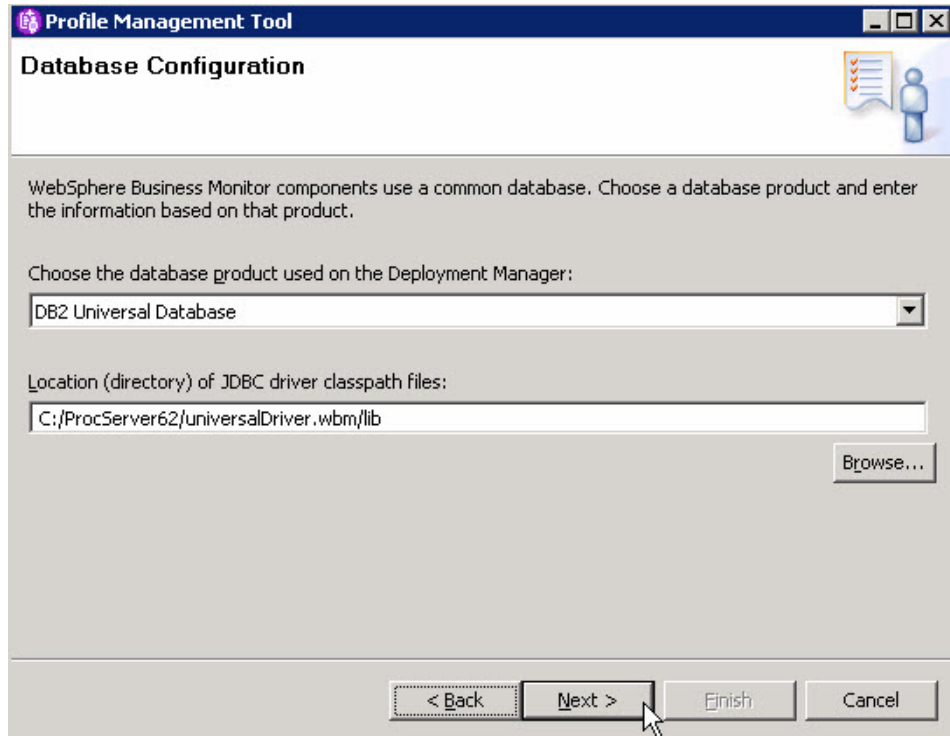 Profile Management Tool
Database Configuration
WebSphere Business Monitor components use a common database. Choose a database product and enter
the information based on that product.
Choose the database product used on the Deployment Manager:
DB2 Universal Database
Location (directory) of JDBC driver classpath files:
C:/ProcServer62/universalDriver.wbm/lib
Browse...
< Back
Next >
Finish
Cancel